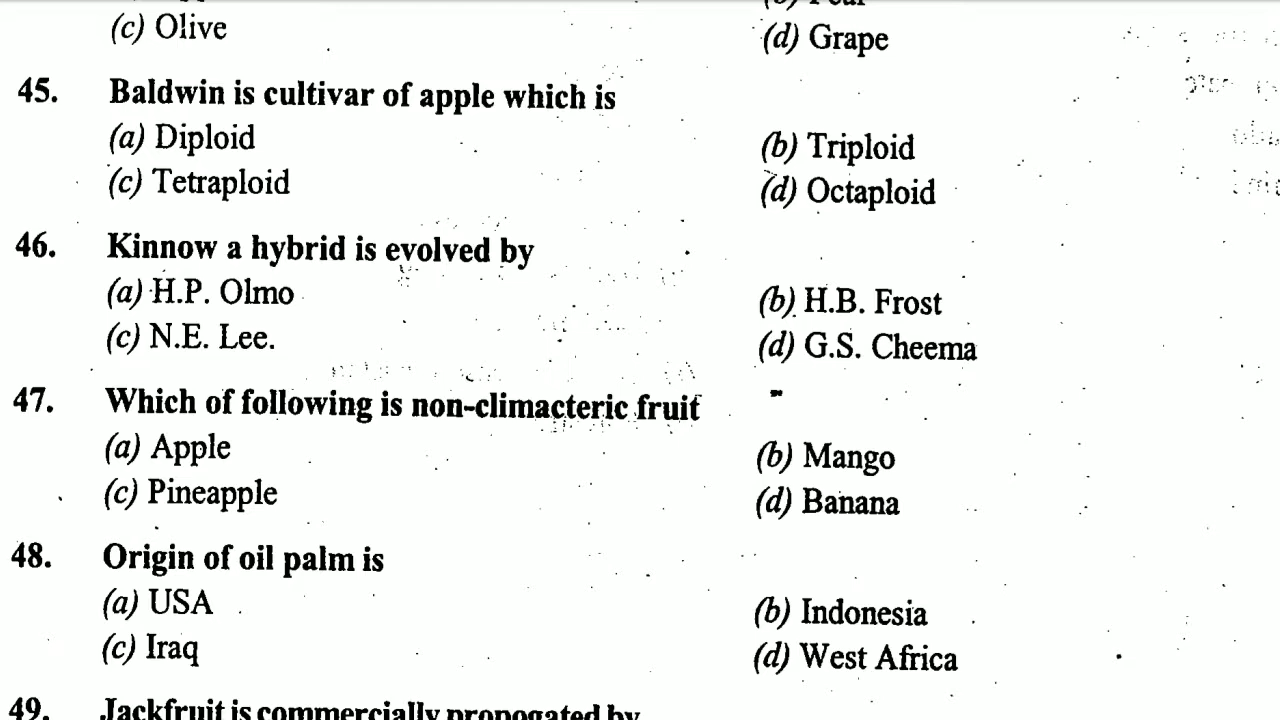 (c) Olive (d) Grape
45. Baldwin is cultivar of apple which is
(a) Diploid (b) Triploid
(c) Tetraploid (d) Octaploid
46. Kinnow a hybrid is evolved by
(a) H.P. Olmo (b) H.B. Frost
(c) N.E. Lee. (d) G.S. Cheema
47. Which of following is non-climacteric fruit
(a) Apple (b) Mango
(c) Pineapple (d) Banana
48. Origin of oil palm is
(a) USA (b) Indonesia
(c) Iraq (d) West Africa
49. Jackfruit is commercially propogated by